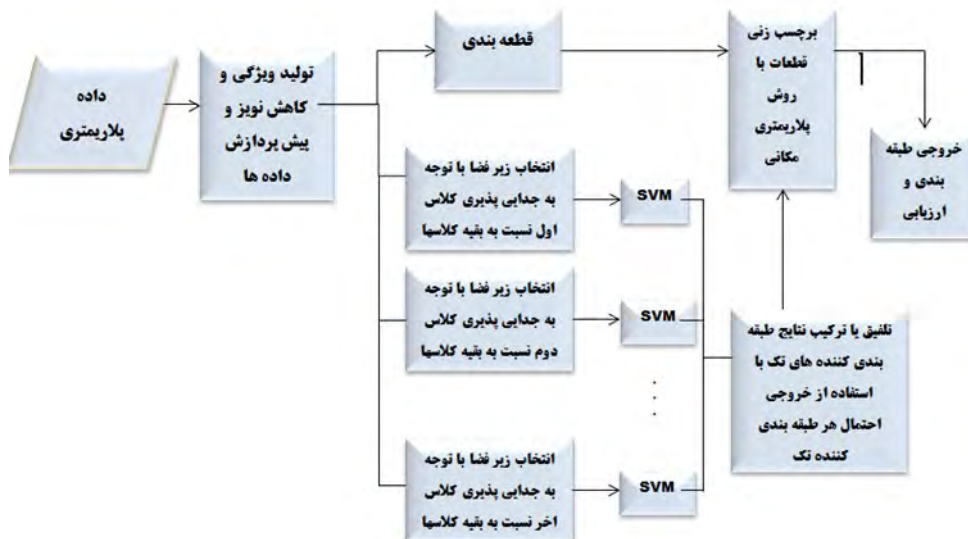 داده
پلاریمتری
تولید ویژگی و
کاهش نویز و
پیش پردازش
داده ها
قطعه بندی
برچسب زنی
قطعات با
روش
پلاریمتری
مکانی
خروجی طبقه
بندی و
ارزیابی
انتخاب زیر فضا با توجه
به جدایی پذیری کلاس
اول نسبت به بقیه کلاسها
SVM
انتخاب زیر فضا با توجه
به جدایی پذیری کلاس
دوم نسبت به بقیه کلاسها
SVM
.
.
.
انتخاب زیر فضا با توجه
به جدایی پذیری کلاس
اخر نسبت به بقیه کلاسها
SVM
تلفیق یا ترکیب نتایج طبقه
بندی کننده های تک با
استفاده از خروجی
احتمال هر طبقه بندی
کننده تک